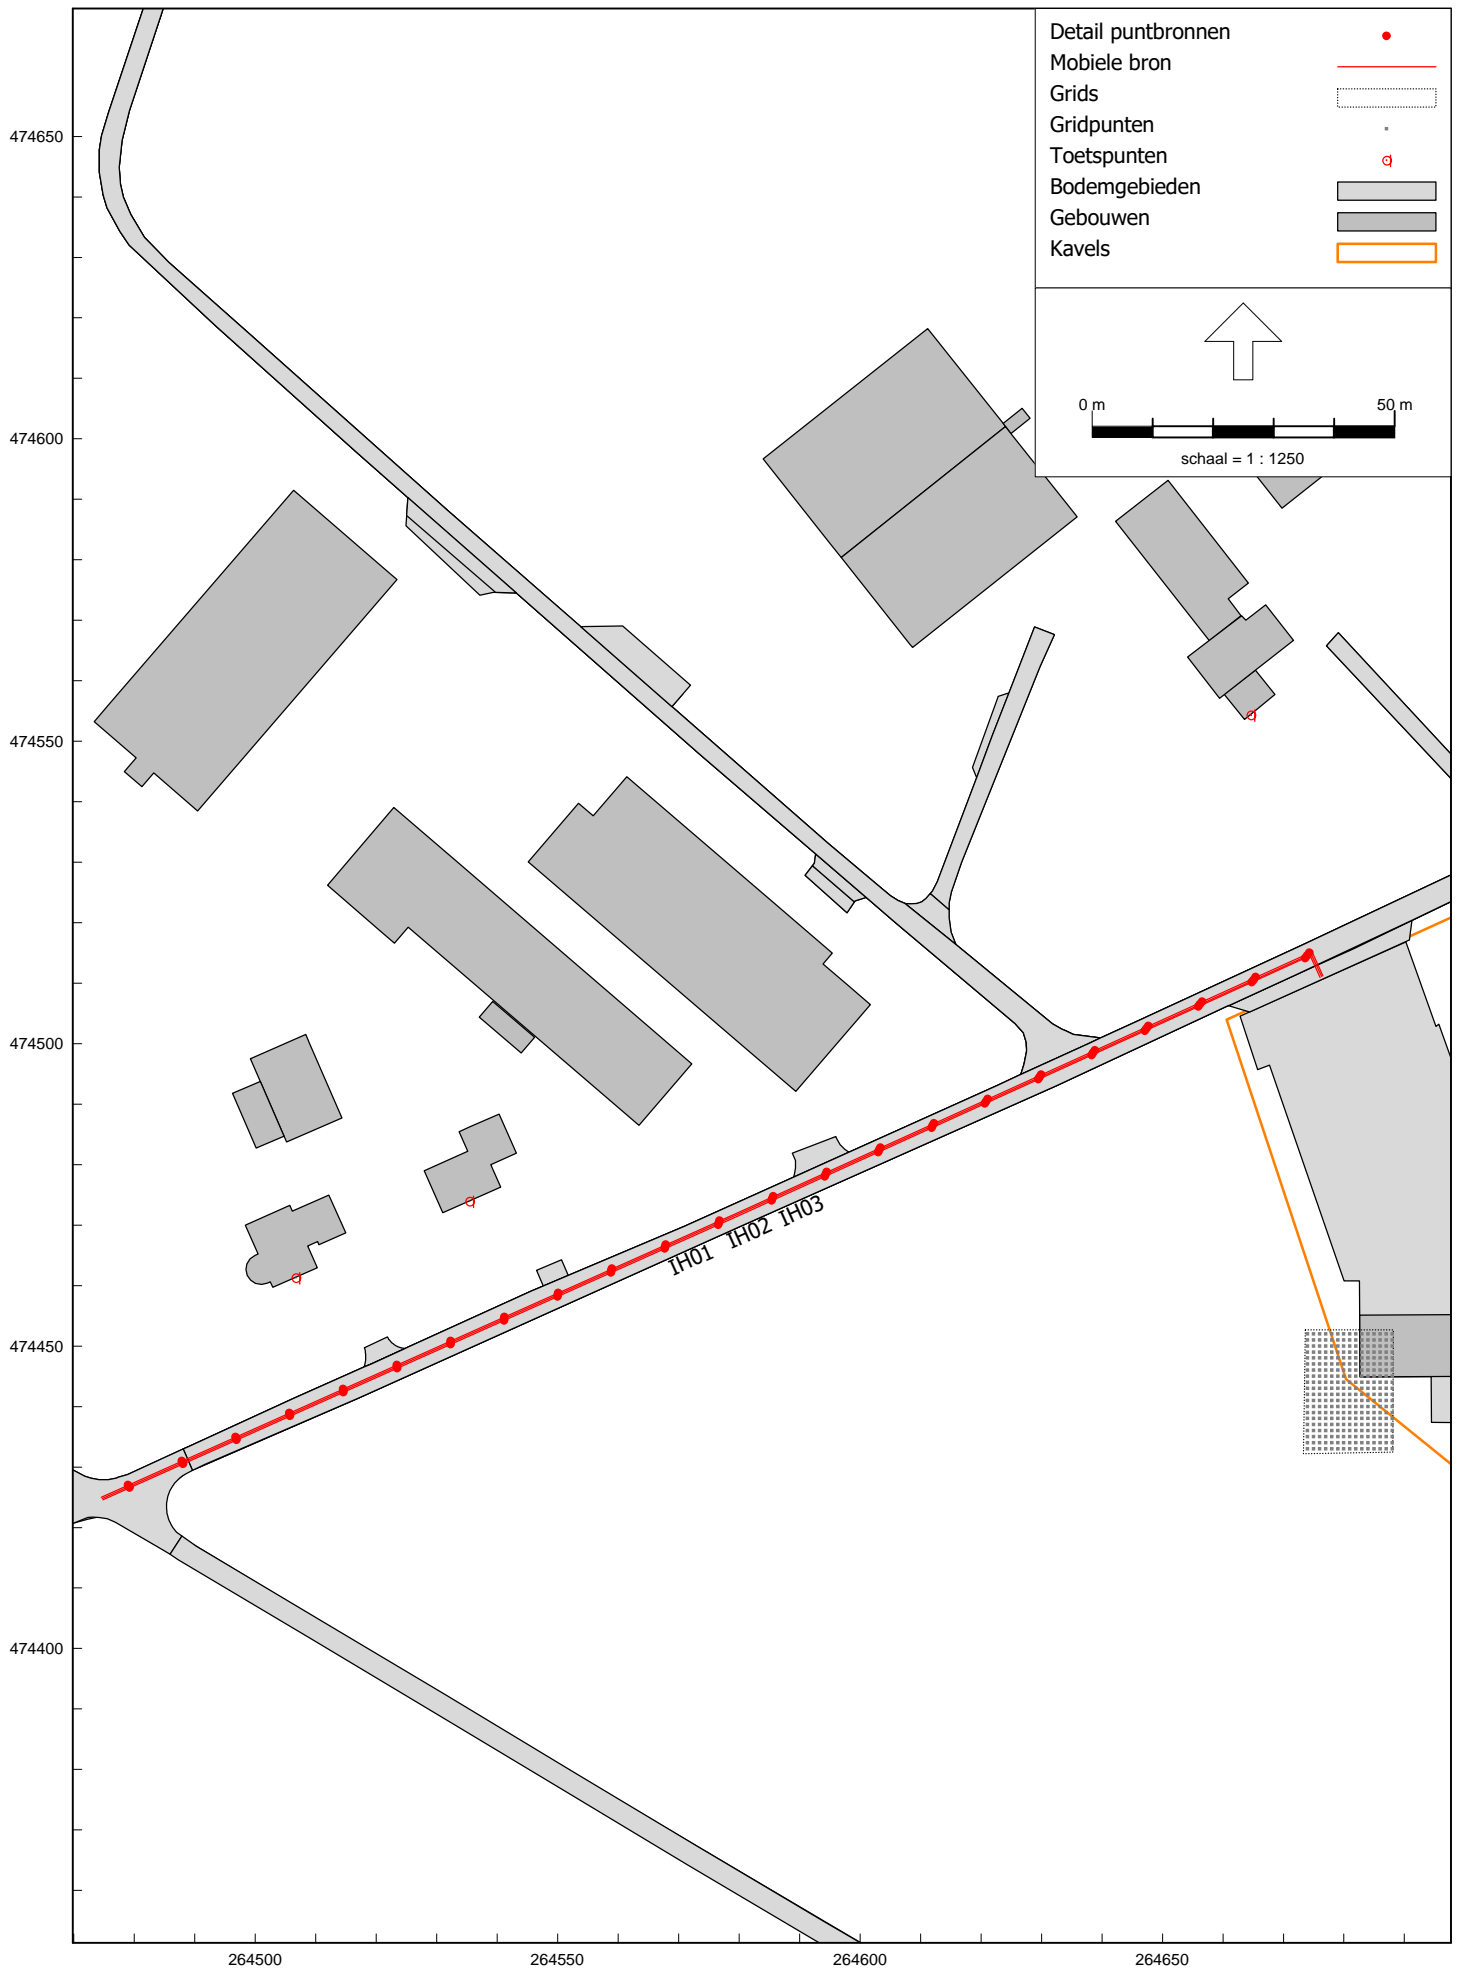 Detail puntbronnen
Mobiele bron
Grids
Gridpunten
Toetspunten
Bodemgebieden
Gebouwen
Kavels
0 m 50 m
schaal = 1 : 1250
474650
474600
474550
474500
474450
474400
IH01 IH02 IH03
264500 264550 264600 264650